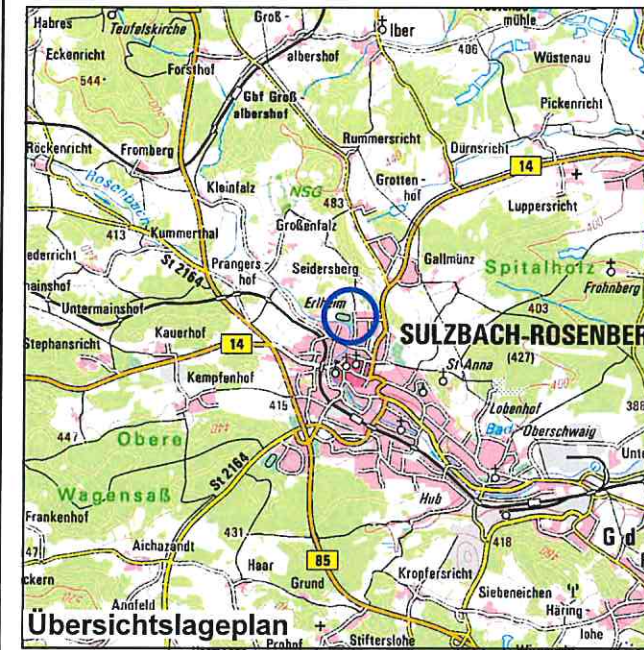 Habres
Teufelskirche
Groß-
albershof
Iber
mühle
Eckenricht
544
Forsthof
406
Wüstenau
Gbf Groß-
albershof
Pickenricht
Röckenricht
Fromberg
Rummersricht
Dürnsricht
14
Rosenbach
Kleinfalz
NSG
Grotten-
hof
Luppersricht
483
413
Kummerthal
Großenfalz
St 2164
Prangers
hof
Seidersberg
Gallmünz
Spitalholz
Frohnberg
Untermainshof
Erlheim
403
Stephansricht
Kauerhof
14
SULZBACH-ROSENBER
(427)
St Anna
Kempfenhof
415
Lobenhof
Bad
Oberschwaig
388
447
Obere
Wagensaß
St 2164
Hub
Frankenhof
431
418
G d
Aichazandt
Haar
85
Grund
Kropfersricht
Siebeneichen
Häring-
lohe
Stifterslohe
Übersichtslageplan